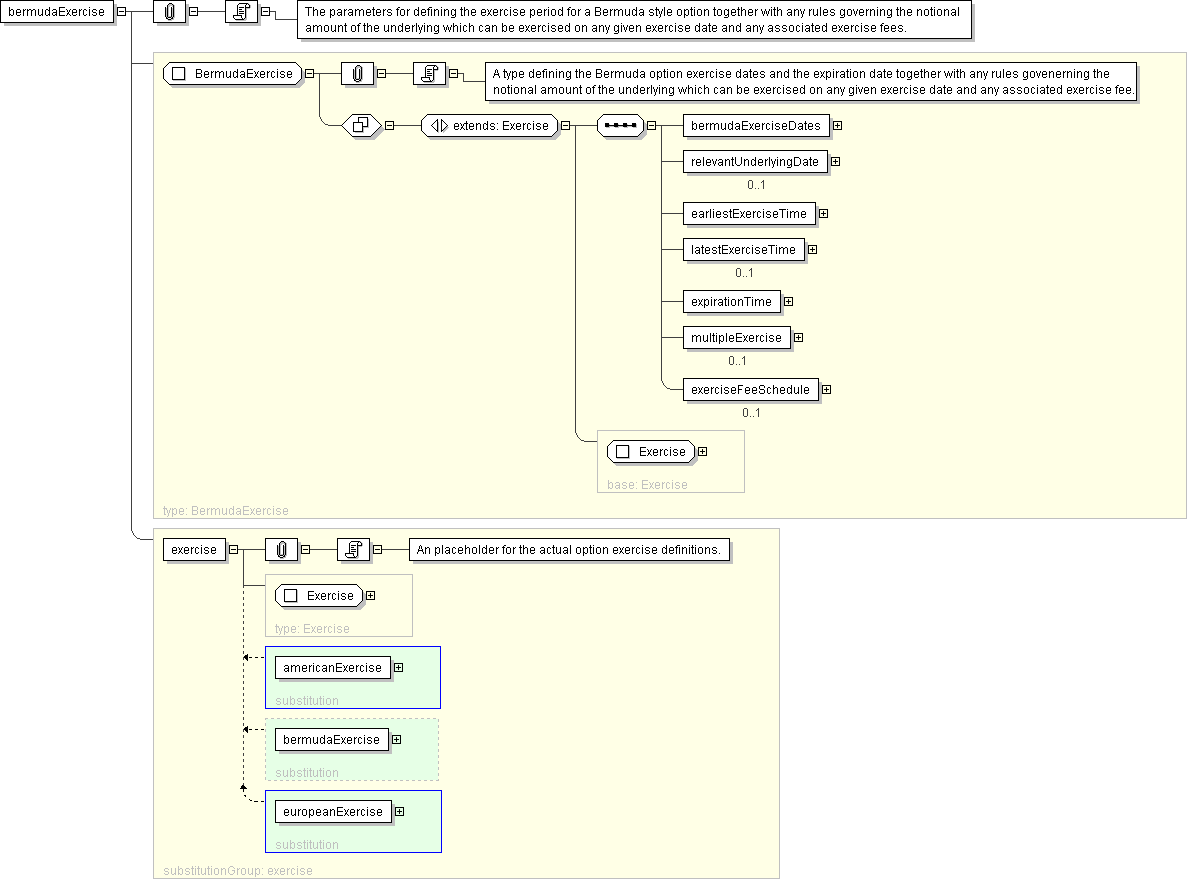 bermudaExercise
The parameters for defining the exercise period for a Bermuda style option together with any rules governing the notional
amount of the underlying which can be exercised on any given exercise date and any associated exercise fees.
BermudaExercise
A type defining the Bermuda option exercise dates and the expiration date together with any rules govenerning the
notional amount of the underlying which can be exercised on any given exercise date and any associated exercise fee.
extends: Exercise
bermudaExerciseDates
relevantUnderlyingDate
0..1
earliestExerciseTime
latestExerciseTime
0..1
expirationTime
multipleExercise
0..1
exerciseFeeSchedule
0..1
Exercise
base: Exercise
type: BermudaExercise
exercise
An placeholder for the actual option exercise definitions.
Exercise
type: Exercise
americanExercise
substitution
bermudaExercise
substitution
europeanExercise
substitution
substitutionGroup: exercise